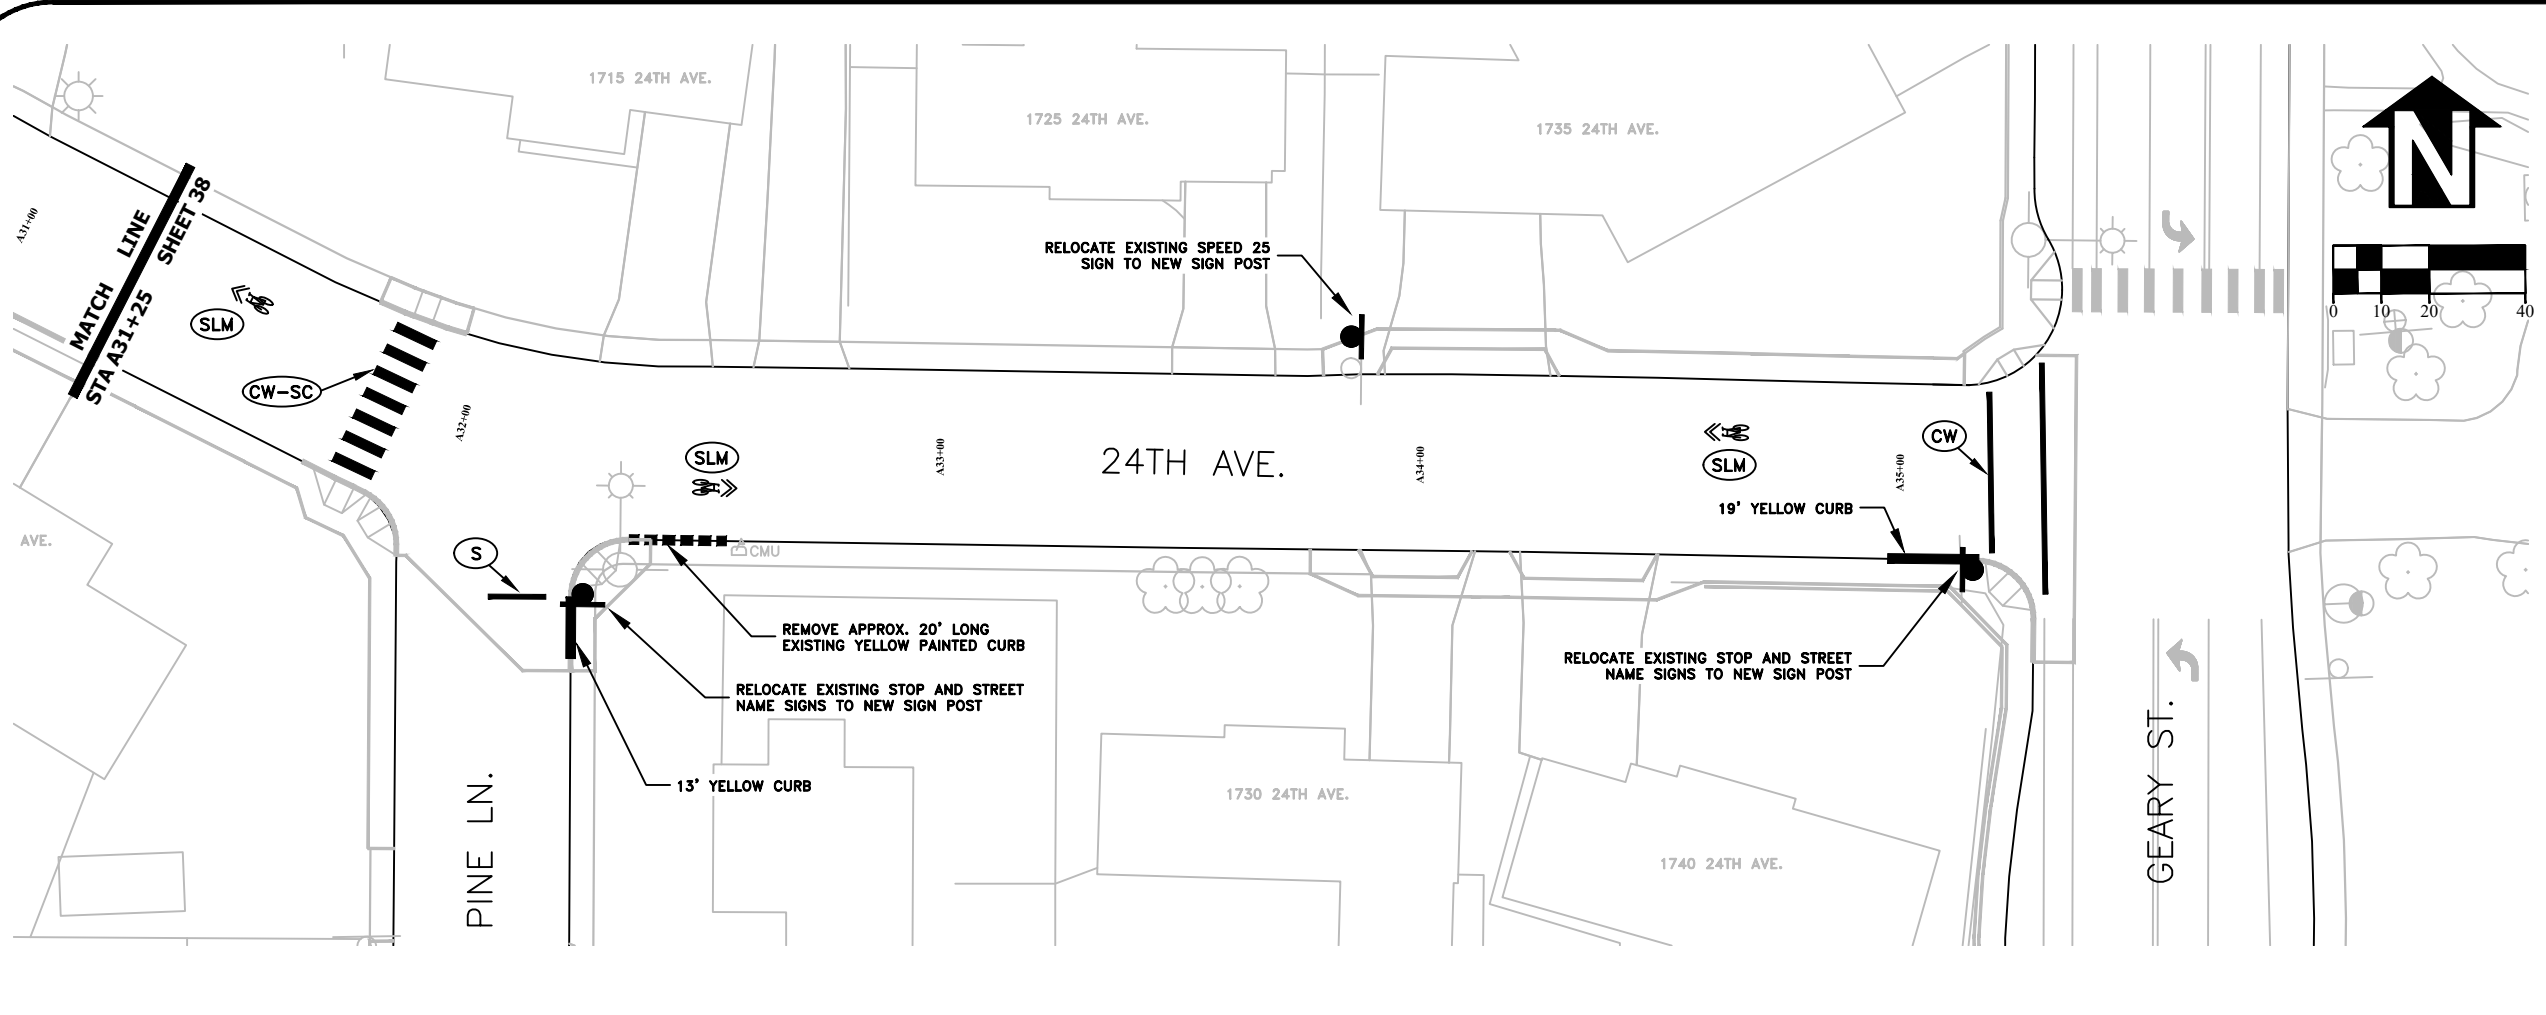 1715 24TH AVE.
1725 24TH AVE.
1735 24TH AVE.
N
0 10 20 40
A31+00
MATCH LINE
STA A31+25 SHEET 38
SLM
CW-SC
A32+00
RELOCATE EXISTING SPEED 25
SIGN TO NEW SIGN POST
SLM
A33+00
24TH AVE.
A34+00
SLM
A35+00
CW
19' YELLOW CURB
AVE.
S
CMU
REMOVE APPROX. 20' LONG
EXISTING YELLOW PAINTED CURB
RELOCATE EXISTING STOP AND STREET
NAME SIGNS TO NEW SIGN POST
RELOCATE EXISTING STOP AND STREET
NAME SIGNS TO NEW SIGN POST
13' YELLOW CURB
PINE LN.
1730 24TH AVE.
1740 24TH AVE.
GEARY ST.